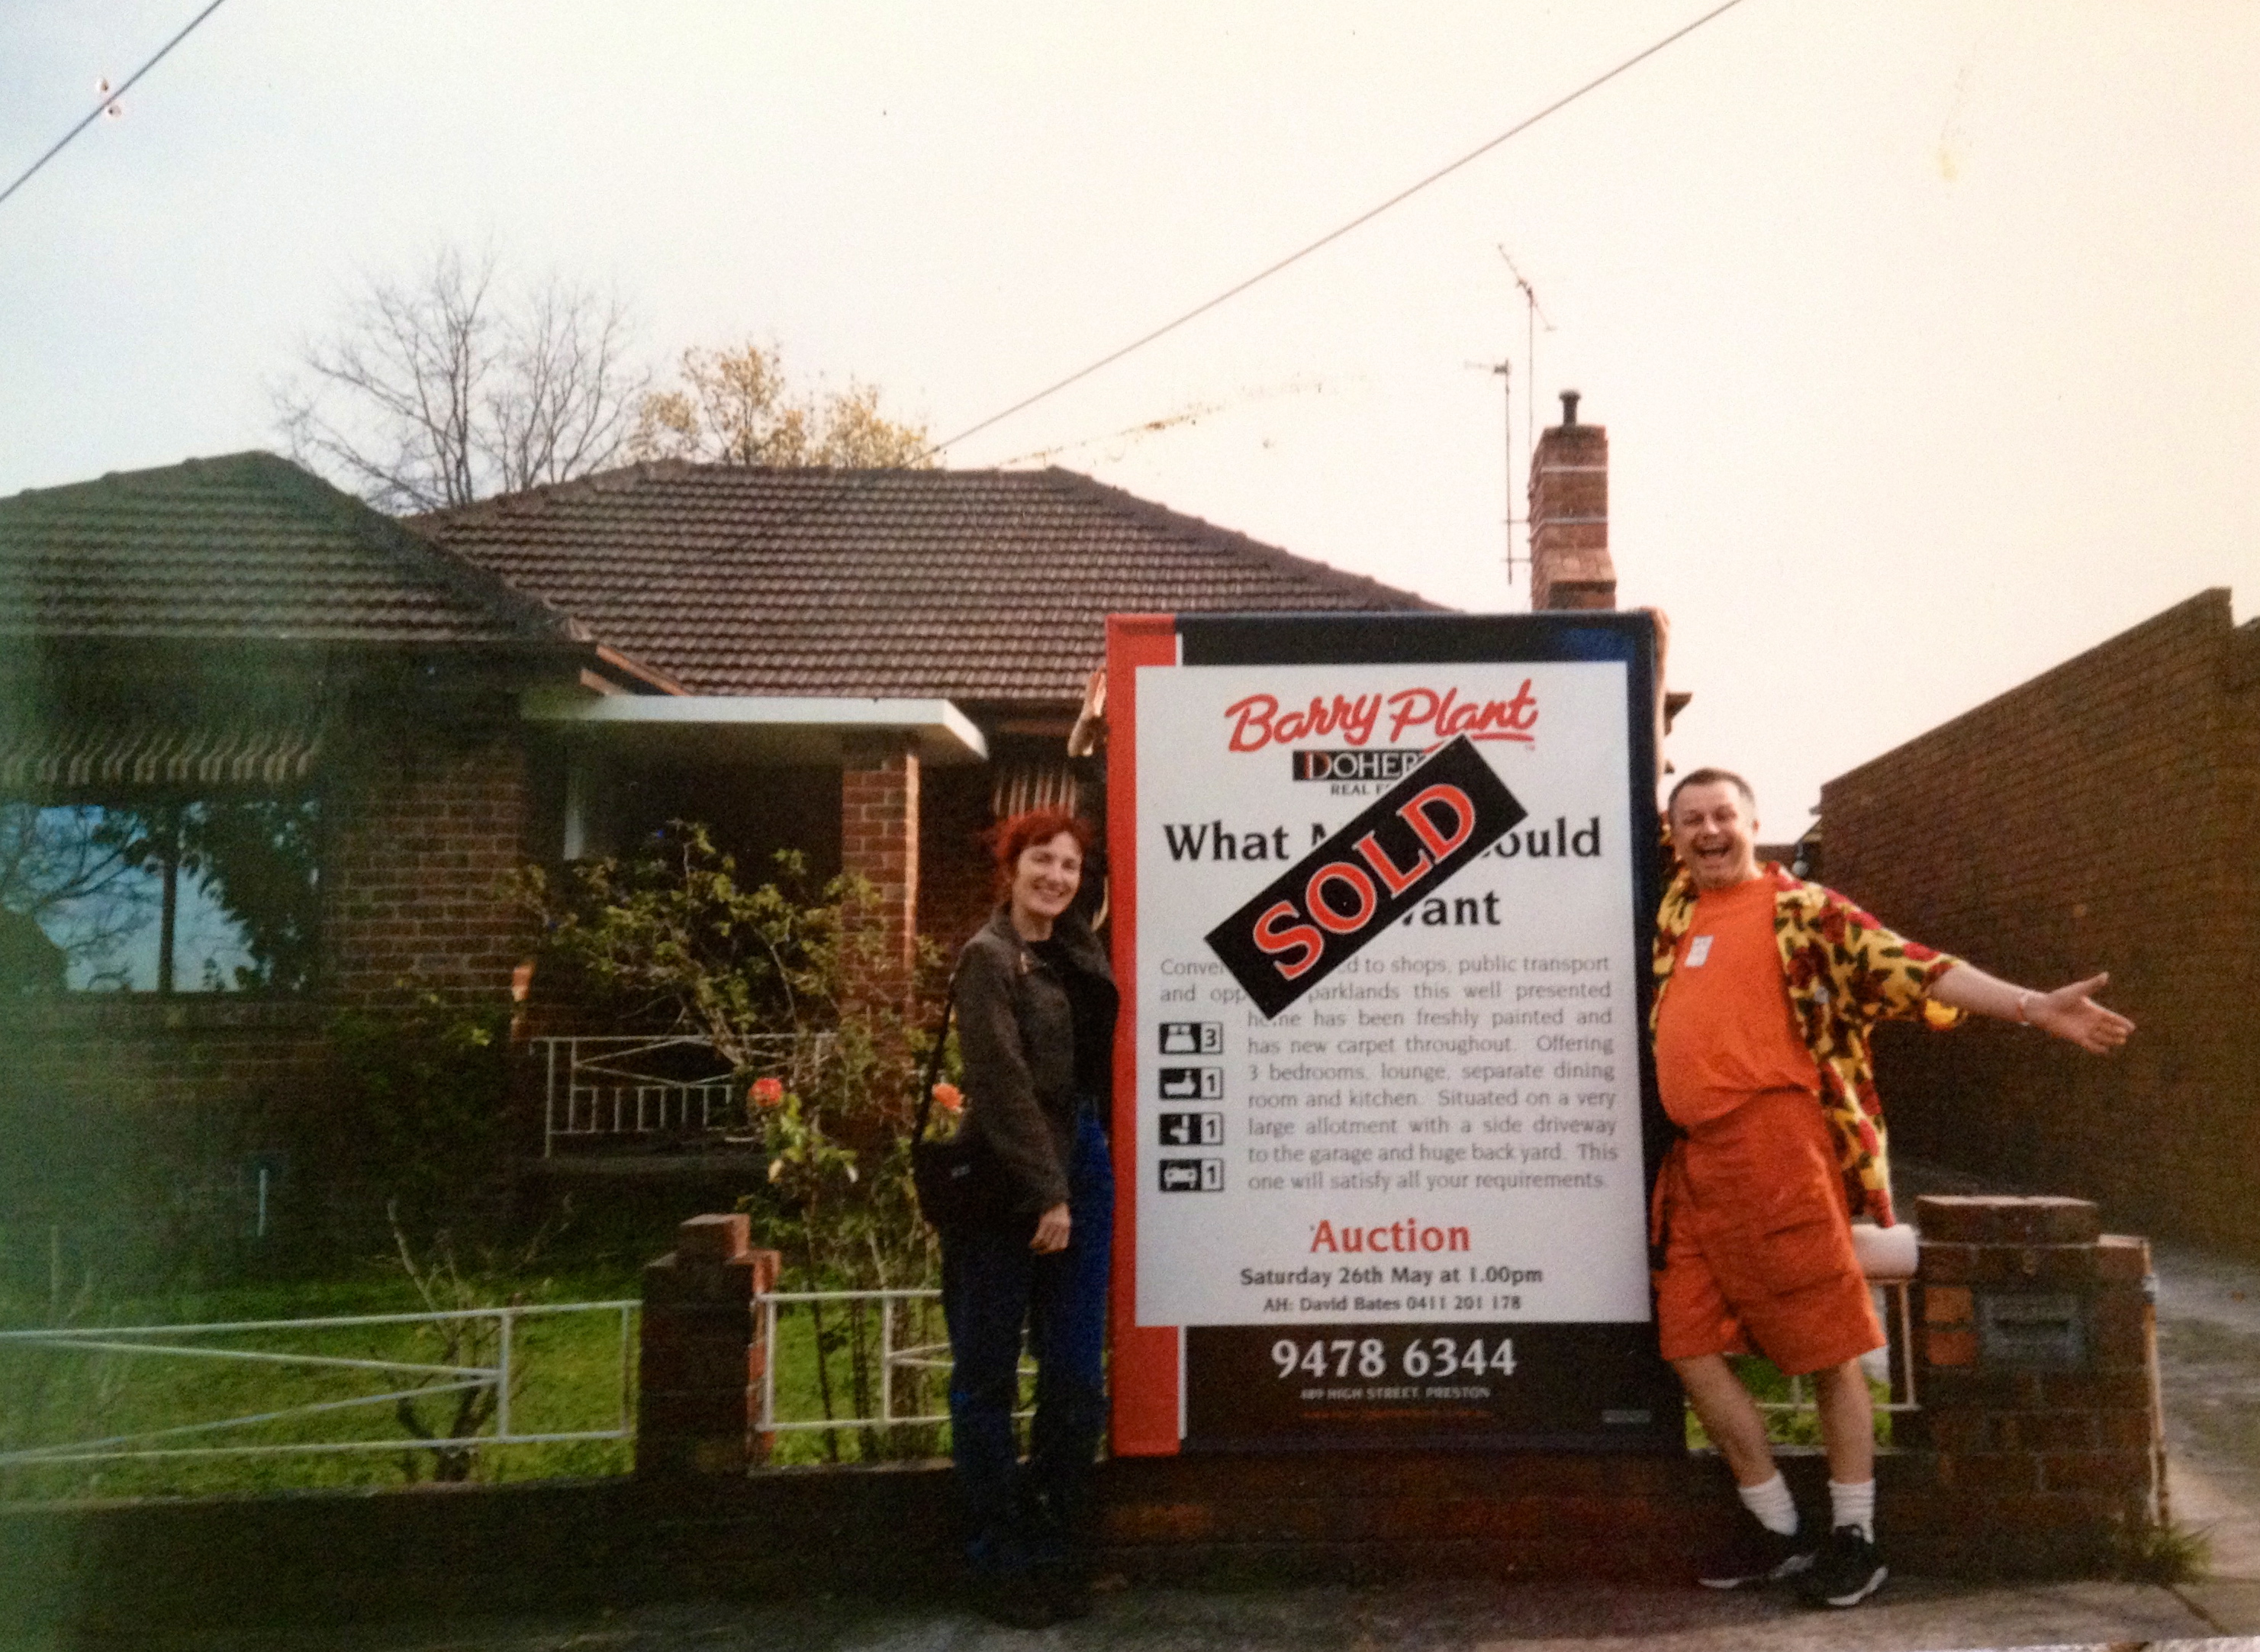 Barry Plant
DOHER
REAL
SOLD
What ould
ant
Conve d to shops, public transport
and opp parklands this well presented
home has been freshly painted and
has new carpet throughout. Offering
3 bedrooms, lounge, separate dining
room and kitchen. Situated on a very
large allotment with a side driveway
to the garage and huge back yard. This
one will satisfy all your requirements.
3
1
1
1
Auction
Saturday 26th May at 1.00pm
AH: David Bates 0411 201 178
9478 6344
489 HIGH STREET, PRESTON